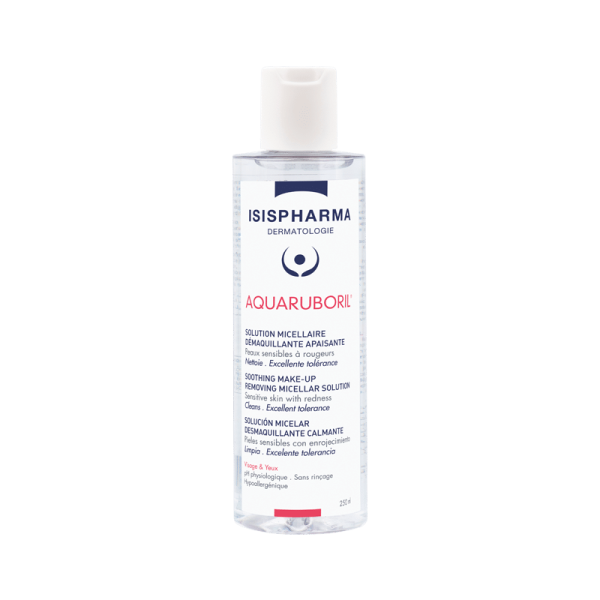 ISISPHARMA
DERMATOLOGIE
AQUARUBORIL®
SOLUTION MICELLAIRE
DÉMAQUILLANTE APAISANTE
Peaux sensibles à rougeurs
Nettoie . Excellente tolérance
SOOTHING MAKE-UP
REMOVING MICELLAR SOLUTION
Sensitive skin with redness
Cleans . Excellent tolerance
SOLUCIÓN MICELAR
DESMAQUILLANTE CALMANTE
Pieles sensibles con enrojecimiento
Limpia . Excelente tolerancia
Visage & Yeux
pH physiologique . Sans rinçage
Hypoallergénique
250 ml